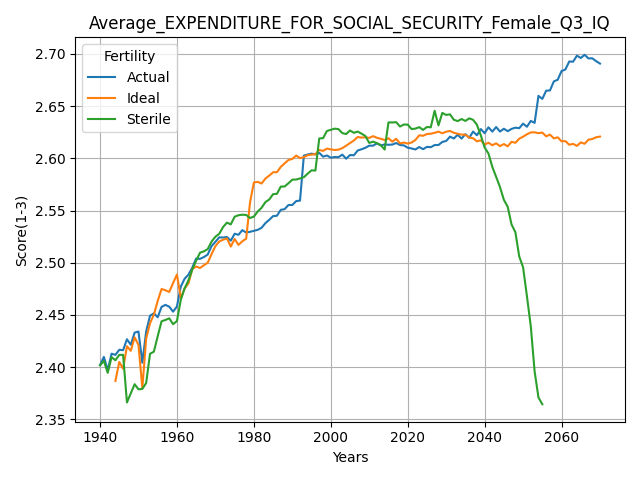 Average_EXPENDITURE_FOR_SOCIAL_SECURITY_Female_Q3_IQ
Fertility
Actual
Ideal
Sterile
Score(1-3)
2.70
2.65
2.60
2.55
2.50
2.45
2.40
2.35
1940 1960 1980 2000 2020 2040 2060
Years